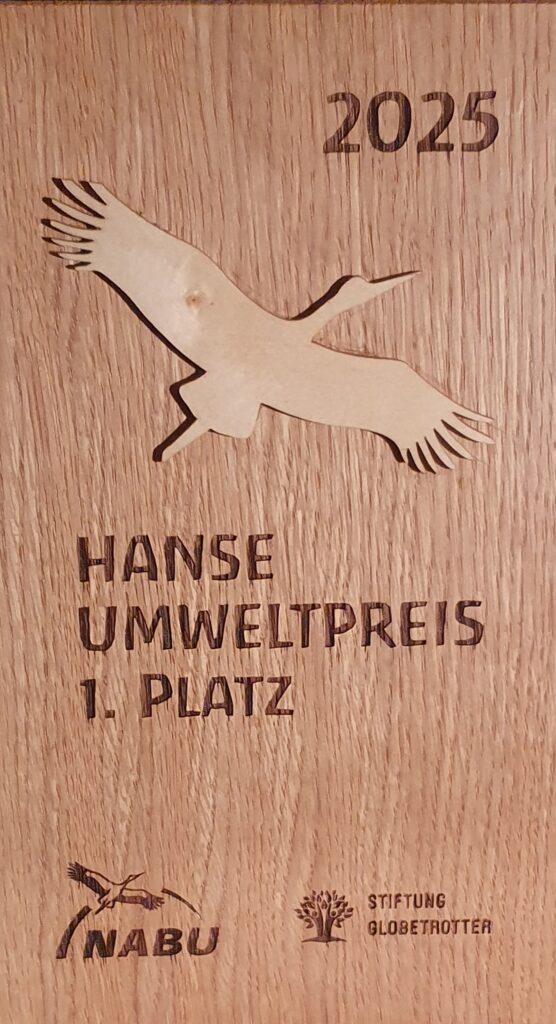 2025
HANSE
UMWELTPREIS
1. PLATZ
NABU
STIFTUNG
GLOBETROTTER